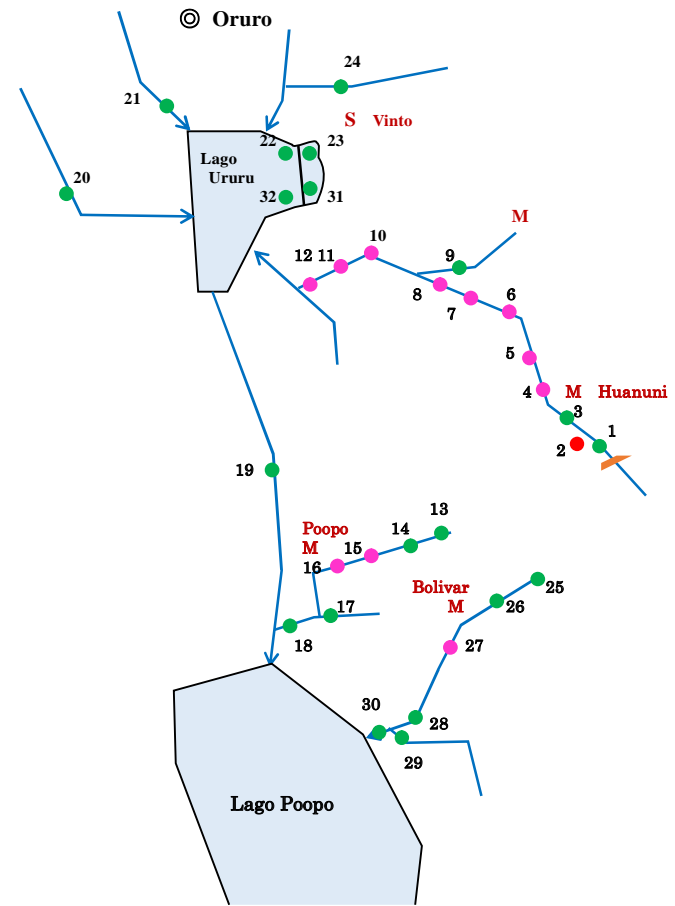 Oruro
24
21
S Vinto
22 23
Lago
Ururu
20
32 31
M
10
12 11 9
8
7 6
5
4 M Huanuni
3
1
2
19
13
Poopo 14
M 15
16
Bolivar 25
M 26
17
18
27
30
28
29
Lago Poopo